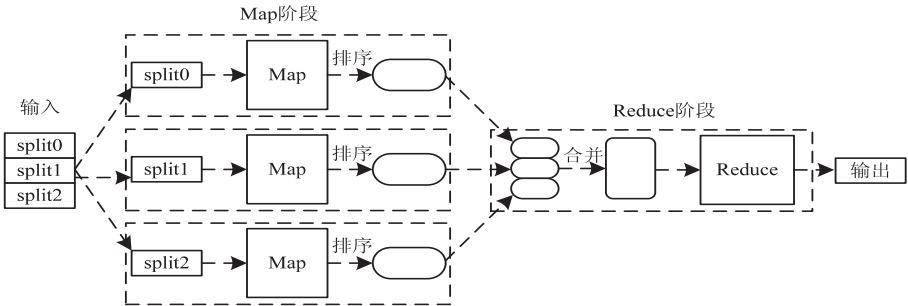 Map阶段
split0
Map
排序
输入
split0
split1
split2
split1
Map
排序
split2
Map
排序
Reduce阶段
合并
Reduce
输出